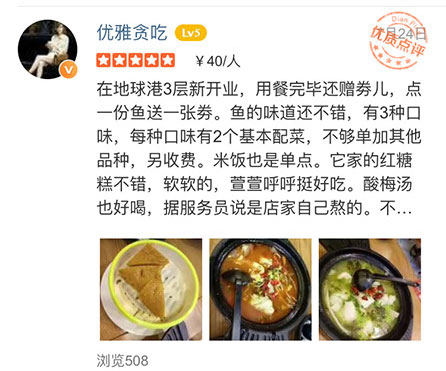 优雅贪吃 Lv5
24日
优质点评
¥40/人
在地球港3层新开业，用餐完毕还赠券儿，点
一份鱼送一张券。鱼的味道还不错，有3种口
味，每种口味有2个基本配菜，不够单加其他
品种，另收费。米饭也是单点。它家的红糖
糕不错，软软的，萱萱呼呼挺好吃。酸梅汤
也好喝，据服务员说是店家自己熬的。不...
浏览508